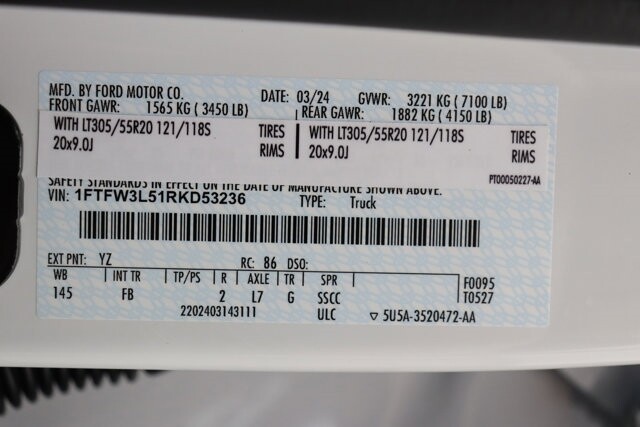 MFD. BY FORD MOTOR CO. DATE: 03/24 GVWR: 3221 KG ( 7100 LB)
FRONT GAWR: 1565 KG ( 3450 LB) REAR GAWR: 1882 KG ( 4150 LB)
WITH LT305/55R20 121/118S TIRES WITH LT305/55R20 121/118S TIRES
20x9.0J RIMS 20x9.0J RIMS
PT00050227-AA
SAFETY STANDARDS IN EFFECT ON THE DATE OF MANUFACTURE SHOWN ABOVE.
VIN: 1FTFW3L51RKD53236 TYPE: Truck
EXT PNT: YZ RC: 86 DSO:
WB INT TR TP/PS R AXLE TR SPR F0095
145 FB 2 L7 G SSCC T0527
2202403143111 ULC ▽ 5U5A-3520472-AA